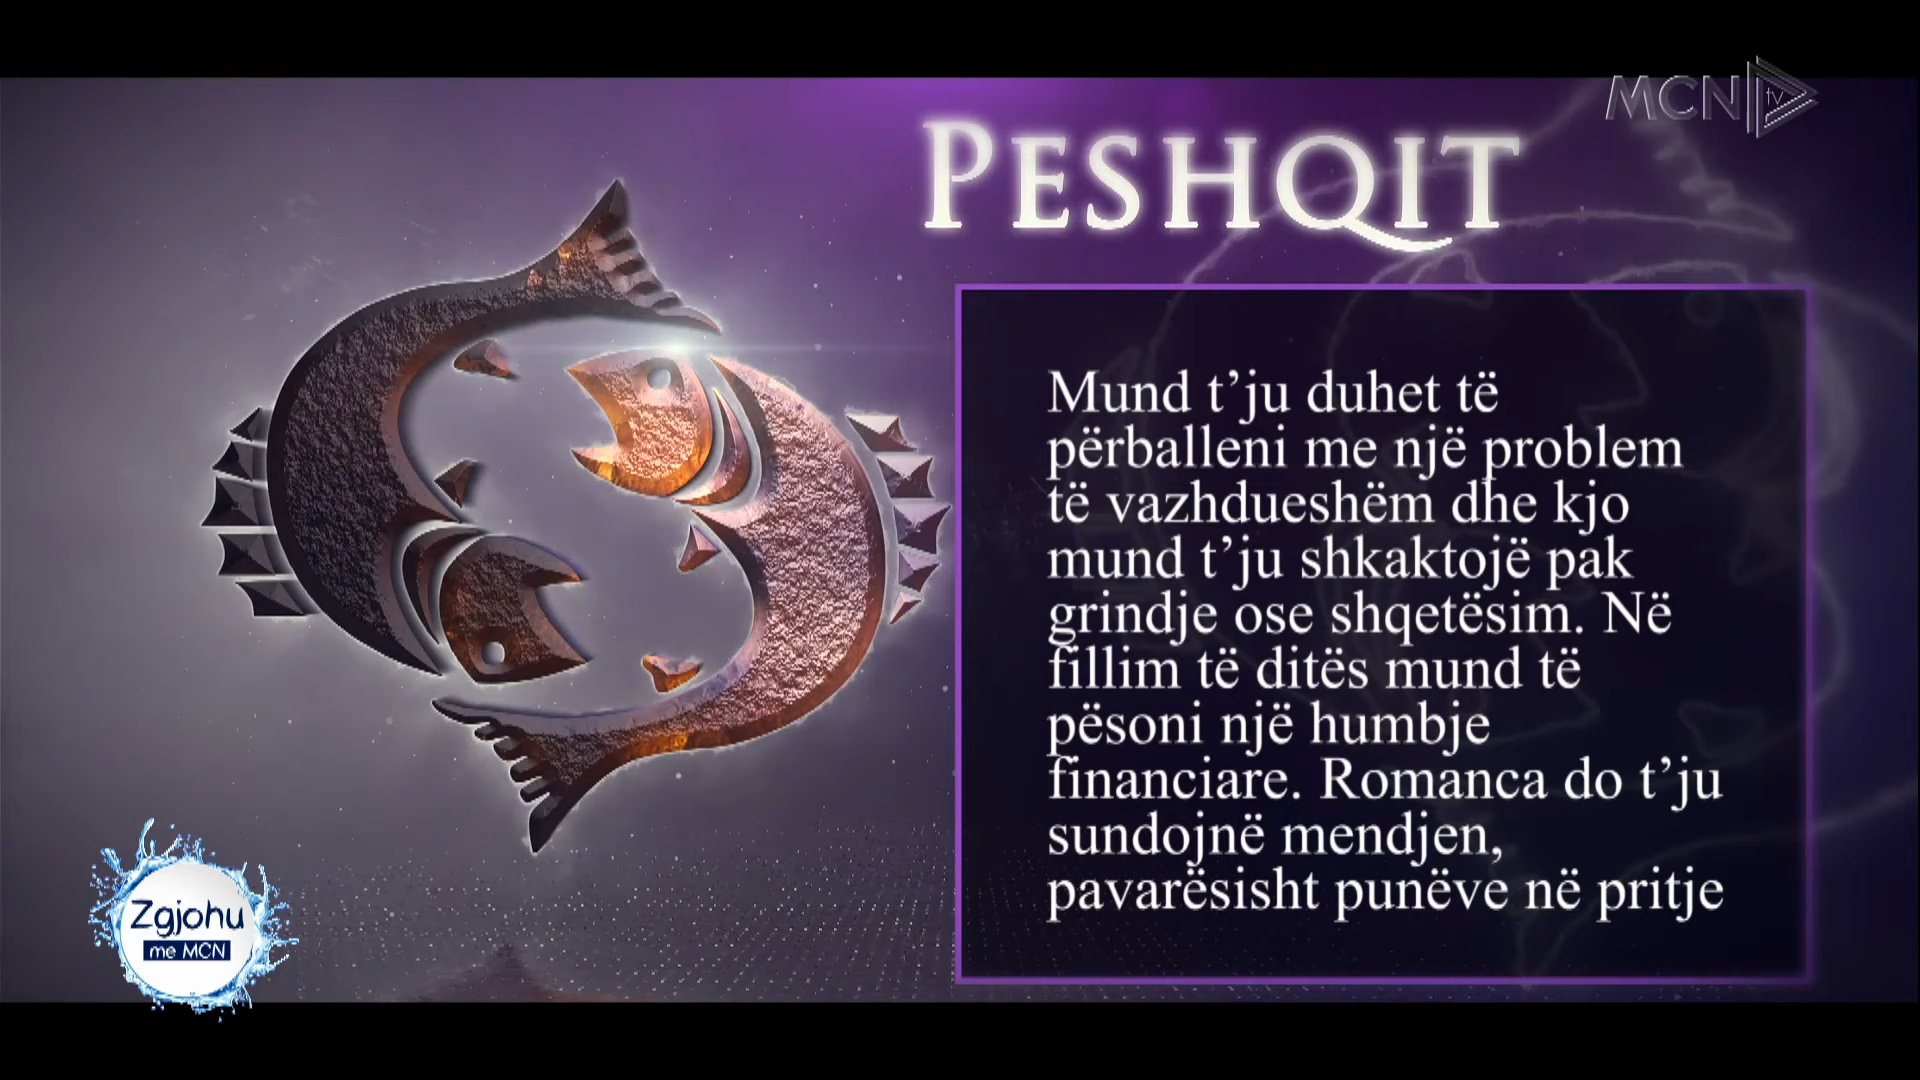 MCN tv
PESHQIT
Mund t’ju duhet të
përballeni me një problem
të vazhdueshëm dhe kjo
mund t’ju shkaktojë pak
grindje ose shqetësim. Në
fillim të ditës mund të
pësoni një humbje
financiare. Romanca do t’ju
sundojnë mendjen,
pavarësisht punëve në pritje
Zgjohu
me MCN